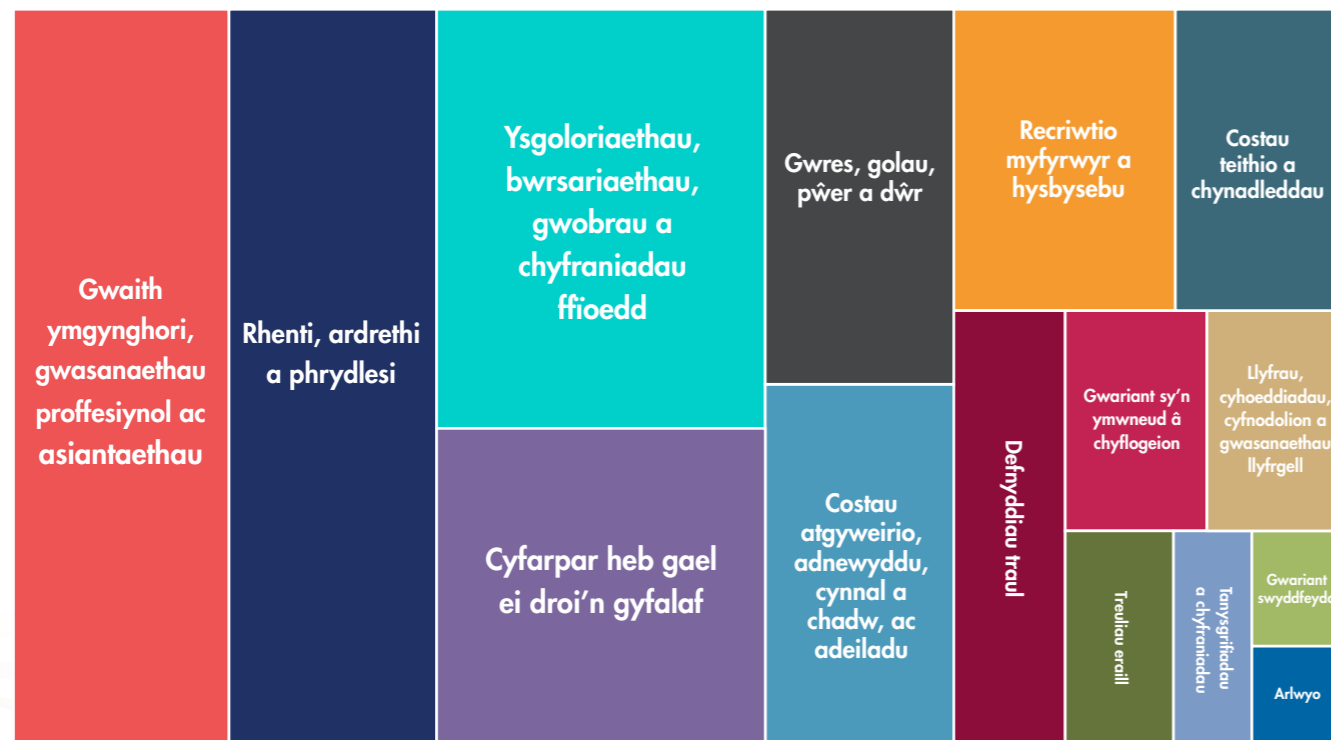 Gwaith
ymgynghori,
gwasanaethau
proffesiynol ac
asiantaethau
Rhenti, ardrethi
a phrydlesi
Ysgoloriaethau,
bwrsariaethau,
gwobrau a
chyfraniadau
ffioedd
Cyfarpar heb gael
ei droi’n gyfalaf
Gwres, golau,
pŵer a dŵr
Costau
atgyweirio,
adnewyddu,
cynnal a
chadw, ac
adeiladu
Recriwtio
myfyrwyr a
hysbysebu
Costau
teithio a
chynadleddau
Defnyddiau traul
Gwariant sy’n
ymwneud â
chyflogeion
Llyfrau,
cyhoeddiadau,
cyfnodolion a
gwasanaethau
llyfrgell
Treuliau eraill
Tanysgrifiadau
a chyfraniadau
Gwariant
swyddfeydd
Arlwyo